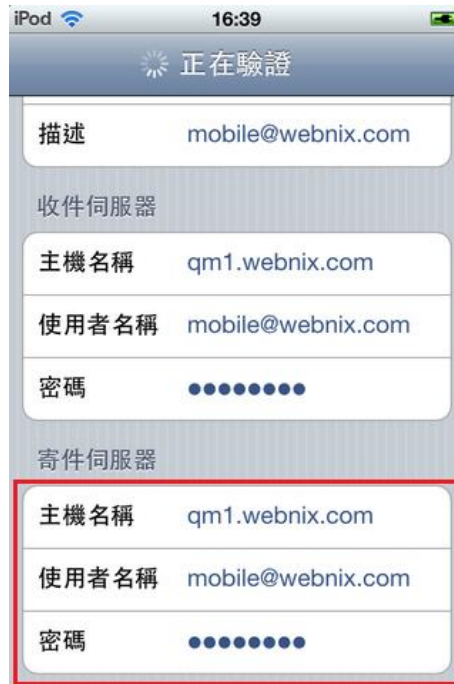 iPod 16:39
正在驗證
描述 mobile@webnix.com
收件伺服器
主機名稱 qm1.webnix.com
使用者名稱 mobile@webnix.com
密碼 ●●●●●●●●
寄件伺服器
主機名稱 qm1.webnix.com
使用者名稱 mobile@webnix.com
密碼 ●●●●●●●●